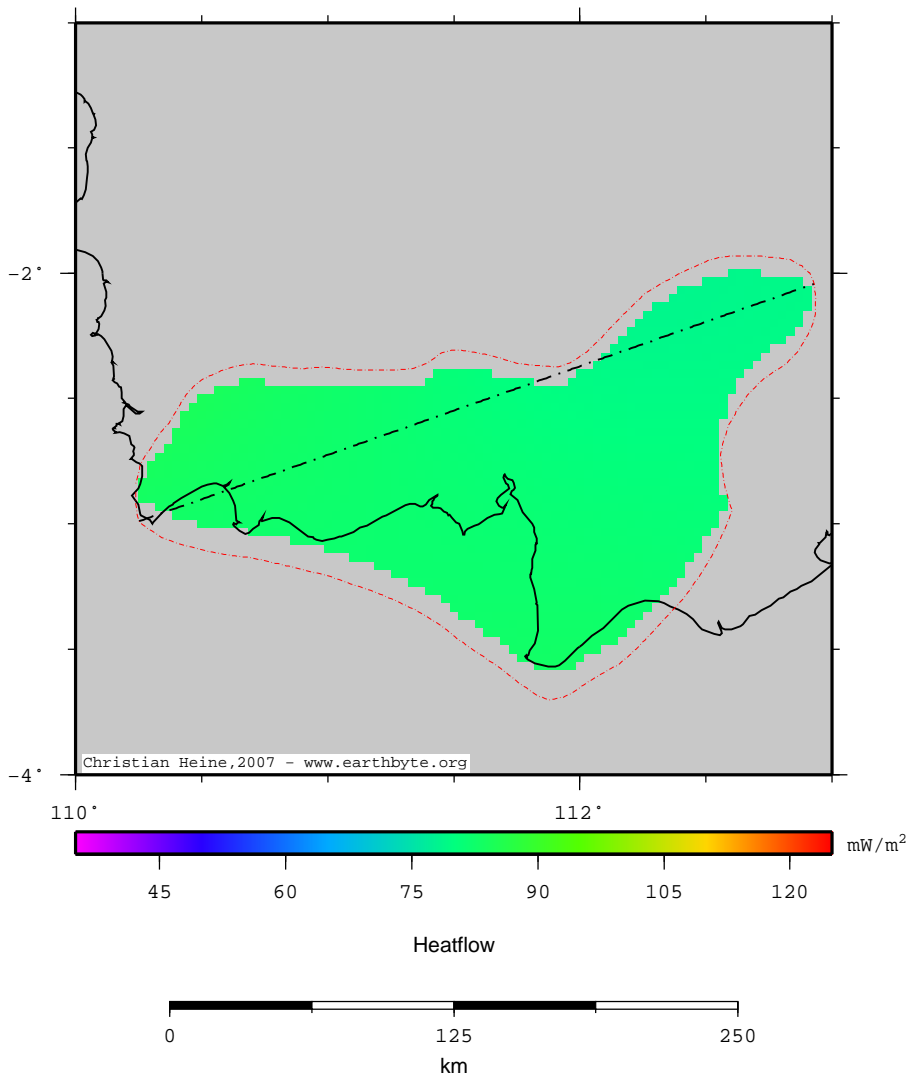 −2°
−4°
Christian Heine,2007 − www.earthbyte.org
110° 112°
mW/m²
45 60 75 90 105 120
Heatflow
0 125 250
km